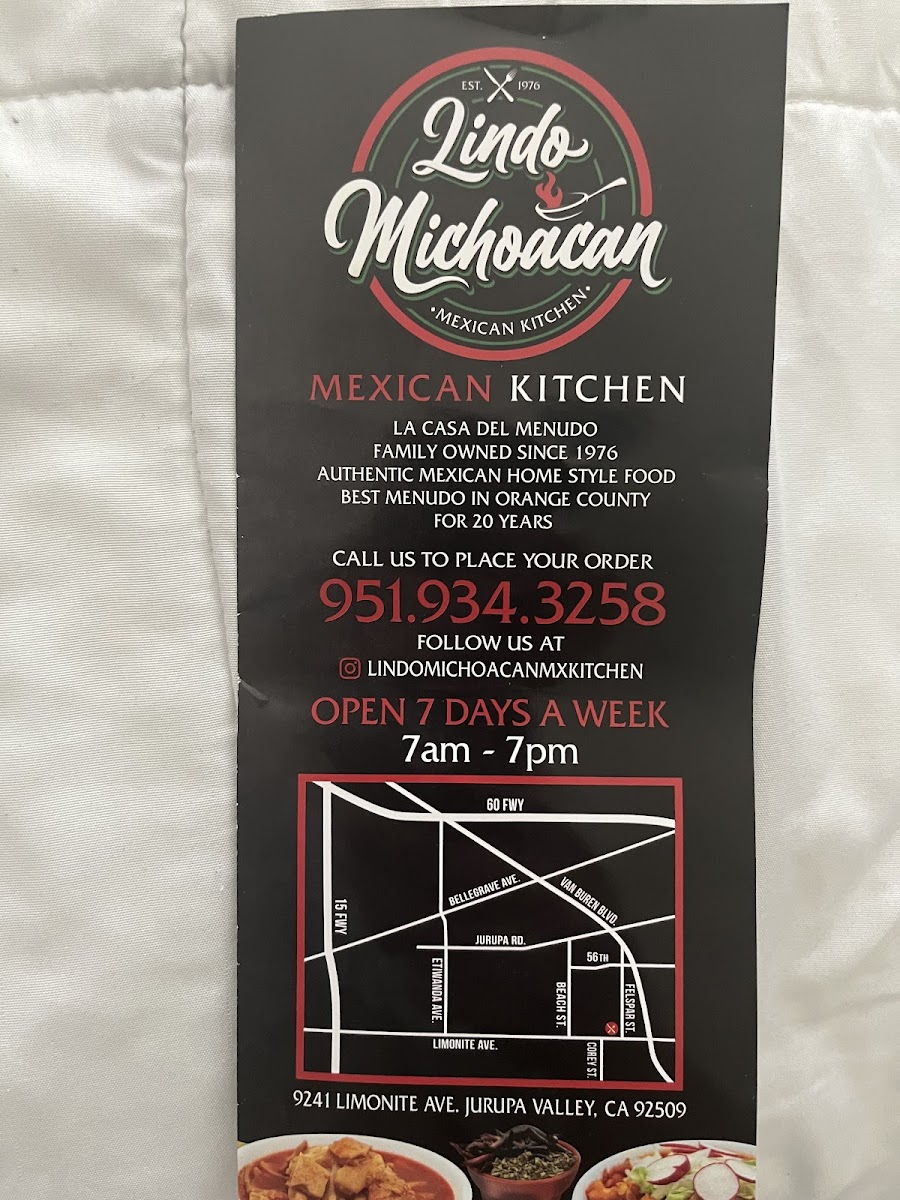 EST. 1976
Lindo
Michoacan
•MEXICAN KITCHEN•
MEXICAN KITCHEN
LA CASA DEL MENUDO
FAMILY OWNED SINCE 1976
AUTHENTIC MEXICAN HOME STYLE FOOD
BEST MENUDO IN ORANGE COUNTY
FOR 20 YEARS
CALL US TO PLACE YOUR ORDER
951.934.3258
FOLLOW US AT
LINDOMICHOACANMXKITCHEN
OPEN 7 DAYS A WEEK
7am - 7pm
60 FWY
BELLEGRAVE AVE.
VAN BUREN BLVD.
15 FWY
JURUPA RD.
56TH
ETIWANDA AVE.
BEACH ST.
FELSPAR ST.
LIMONITE AVE.
COREY ST.
9241 LIMONITE AVE. JURUPA VALLEY, CA 92509